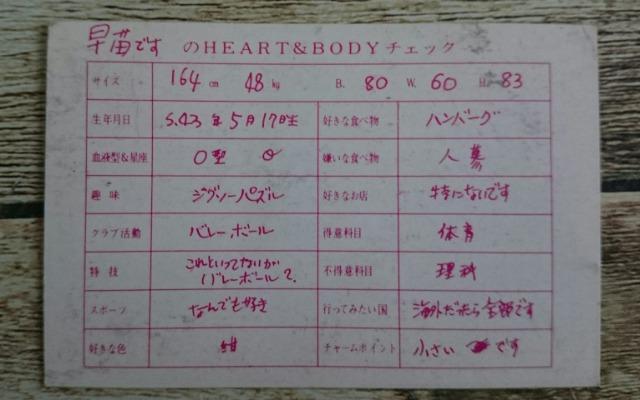 早苗です のHEART&BODYチェック
サイズ 164cm 48kg B. 80 W. 60 H. 83
生年月日 S.43年5月17日生 好きな食べ物 ハンバーグ
血液型&星座 O型 嫌いな食べ物 人参
趣味 ジグソーパズル 好きなお店 特にないです
クラブ活動 バレーボール 得意科目 体育
特技 これといってないが 不得意科目 理科
バレーボール?
スポーツ なんでも好き 行ってみたい国 海外だったら全部です
好きな色 紺 チャームポイント 小さい です